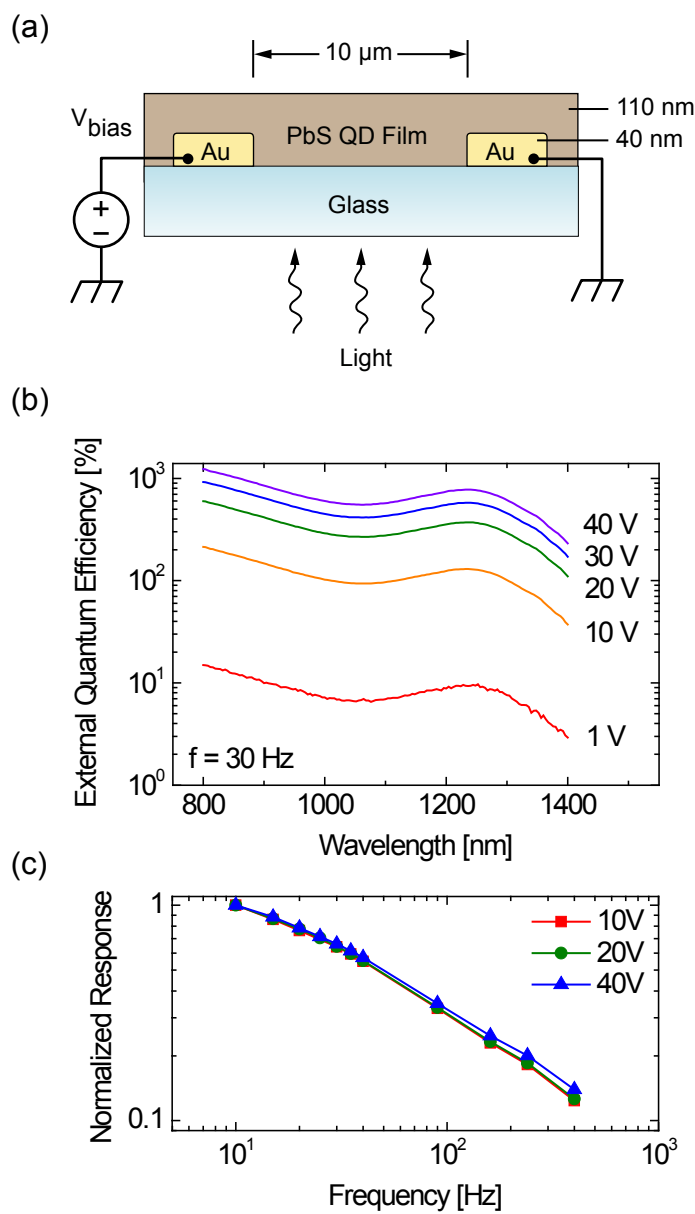 (a)
10 µm
V bias
Au
PbS QD Film
Au
110 nm
40 nm
+
−
Glass
Light
(b)
External Quantum Efficiency [%]
10³
10²
10¹
10⁰
40 V
30 V
20 V
10 V
1 V
f = 30 Hz
800 1000 1200 1400
Wavelength [nm]
(c)
Normalized Response
1
0.1
10V
20V
40V
10¹ 10² 10³
Frequency [Hz]